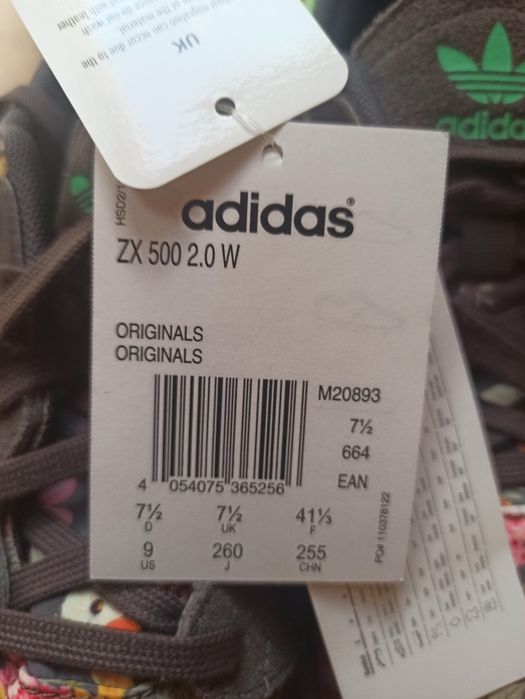 UK
adidas
HSD2/1
adidas®
ZX 500 2.0 W
ORIGINALS
ORIGINALS
M20893
7½
664
EAN
4 054075 365256
7½ 7½ 41⅓
D UK F
9 260 255
US J CHN
PO# 110378122